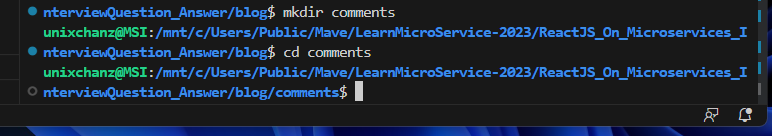 nterviewQuestion_Answer/blog$ mkdir comments
unixchanz@MSI:/mnt/c/Users/Public/Mave/LearnMicroService-2023/ReactJS_On_Microservices_I
nterviewQuestion_Answer/blog$ cd comments
unixchanz@MSI:/mnt/c/Users/Public/Mave/LearnMicroService-2023/ReactJS_On_Microservices_I
nterviewQuestion_Answer/blog/comments$